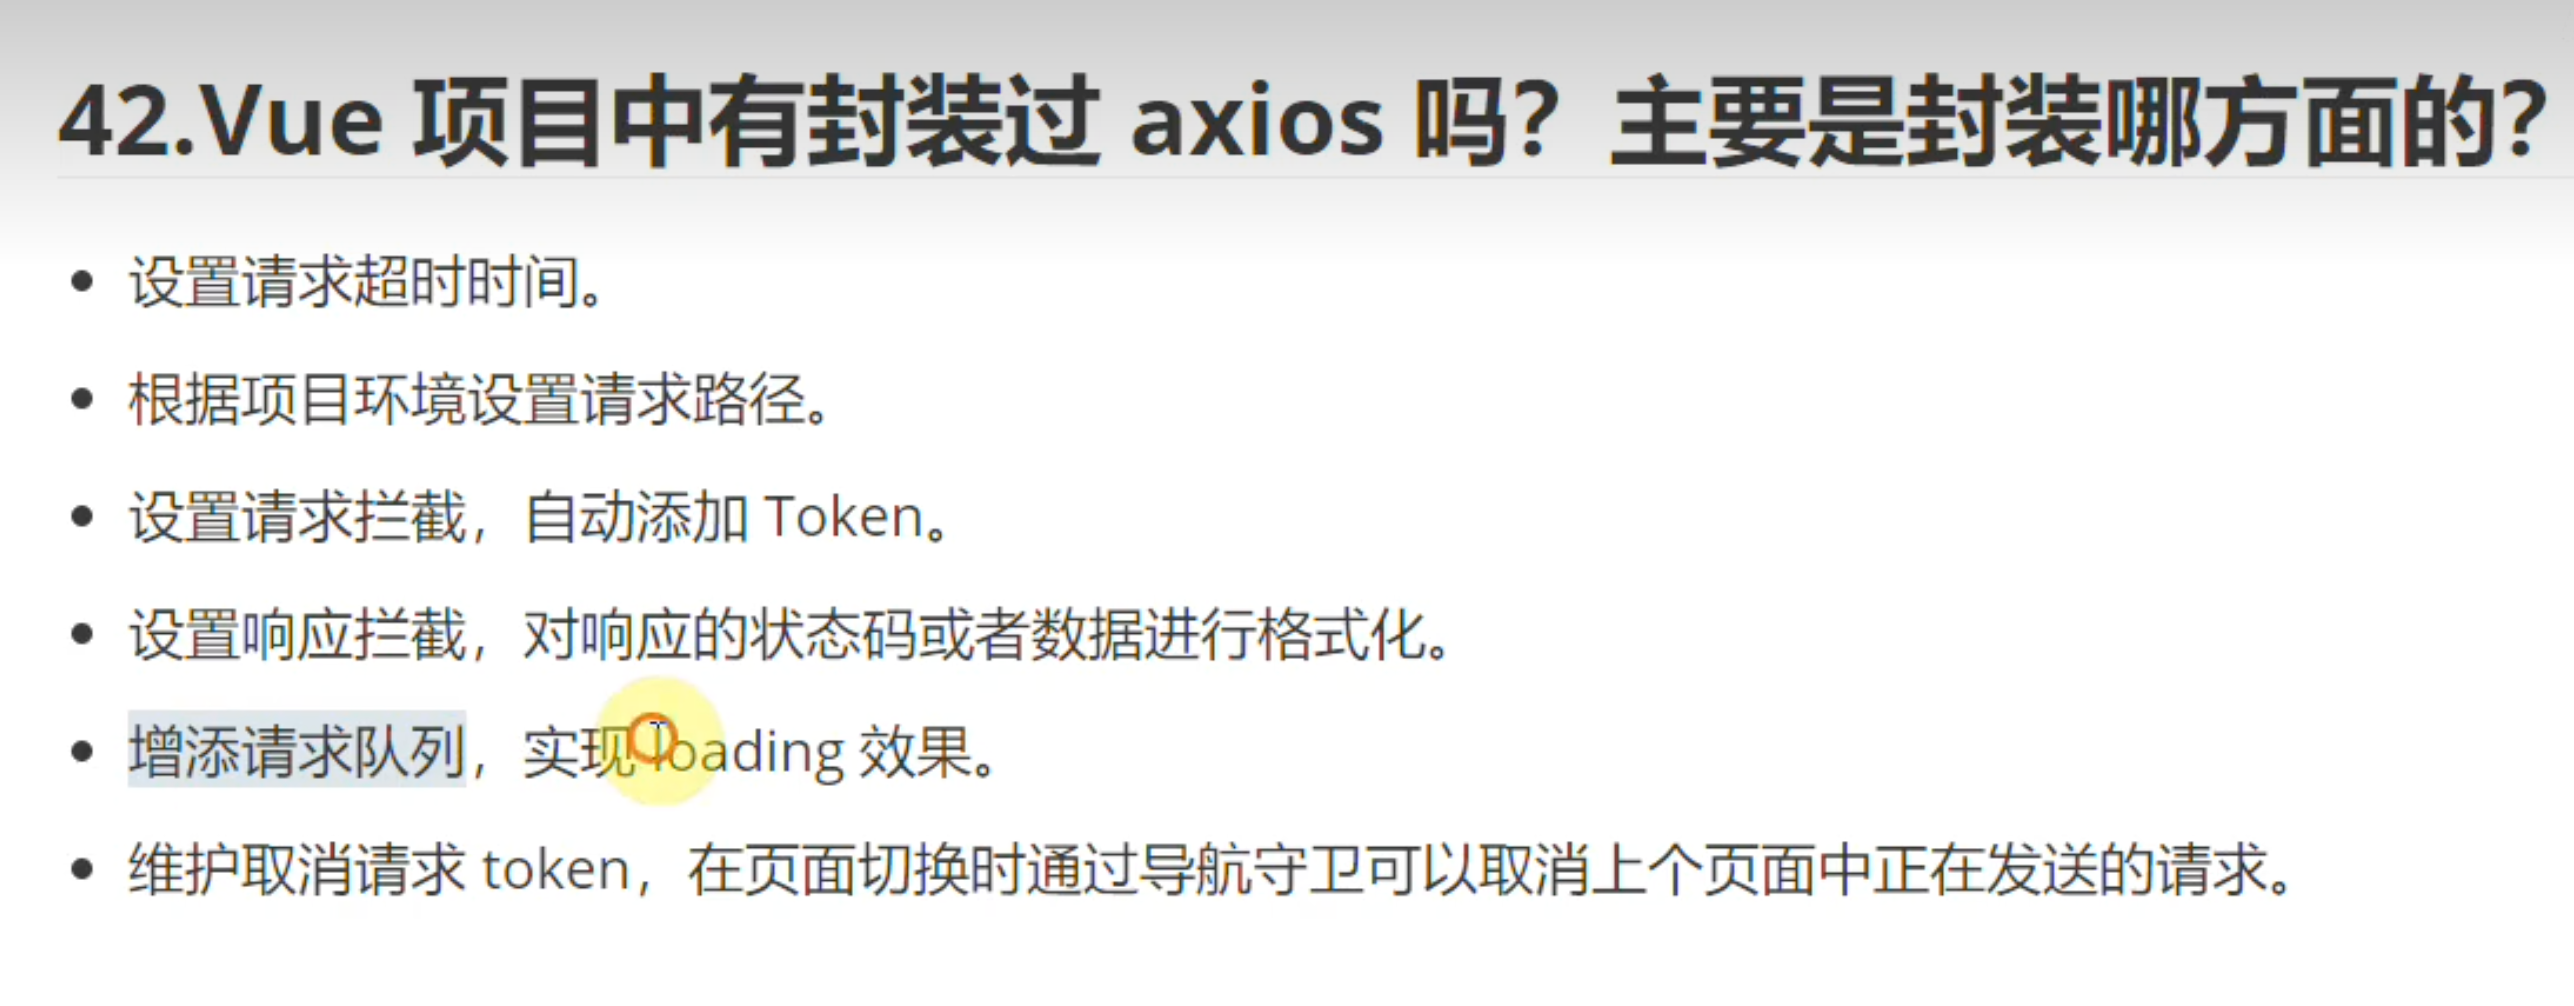 42.Vue 项目中有封装过 axios 吗？主要是封装哪方面的？
设置请求超时时间。
根据项目环境设置请求路径。
设置请求拦截，自动添加 Token。
设置响应拦截，对响应的状态码或者数据进行格式化。
增添请求队列，实现 loading 效果。
维护取消请求 token，在页面切换时通过导航守卫可以取消上个页面中正在发送的请求。